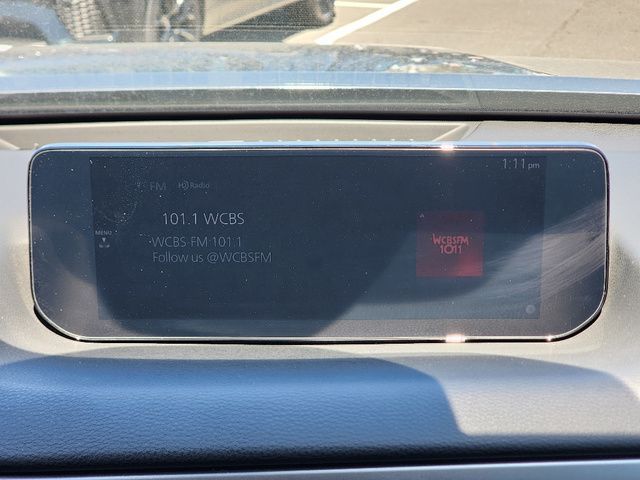 1:11 pm
FM HD Radio
101.1 WCBS
MENU
WCBS-FM 101.1
Follow us @WCBSFM
WCBSFM
101.1